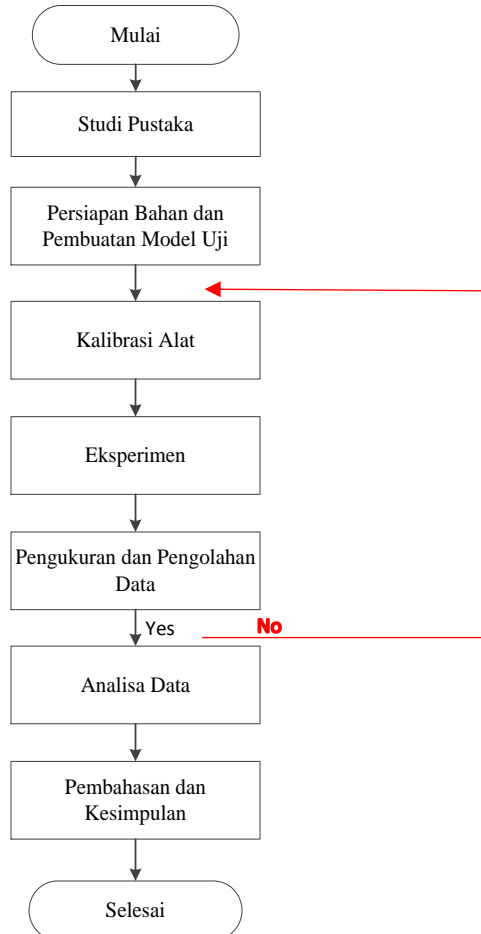 Mulai
Studi Pustaka
Persiapan Bahan dan
Pembuatan Model Uji
Kalibrasi Alat
Eksperimen
Pengukuran dan Pengolahan
Data
Yes
No
Analisa Data
Pembahasan dan
Kesimpulan
Selesai